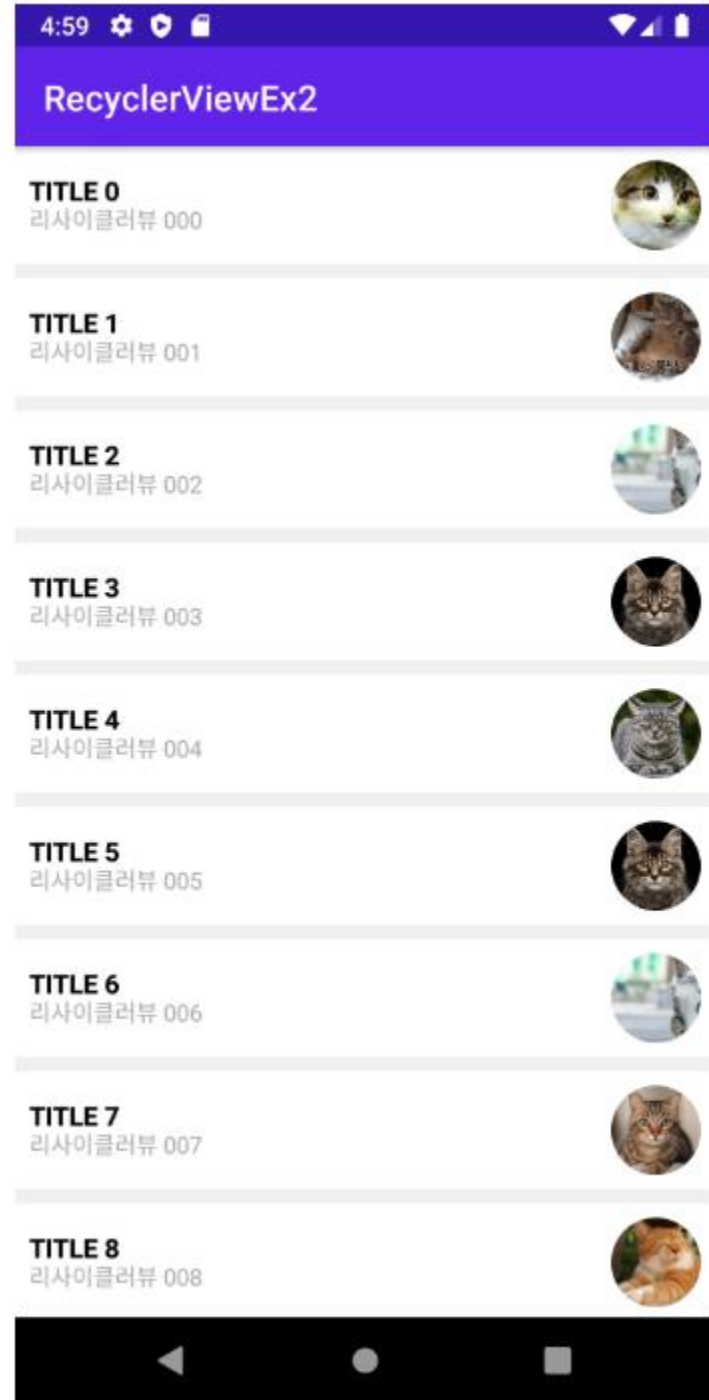 4:59
RecyclerViewEx2
TITLE 0
리사이클러뷰 000
TITLE 1
리사이클러뷰 001
TITLE 2
리사이클러뷰 002
TITLE 3
리사이클러뷰 003
TITLE 4
리사이클러뷰 004
TITLE 5
리사이클러뷰 005
TITLE 6
리사이클러뷰 006
TITLE 7
리사이클러뷰 007
TITLE 8
리사이클러뷰 008